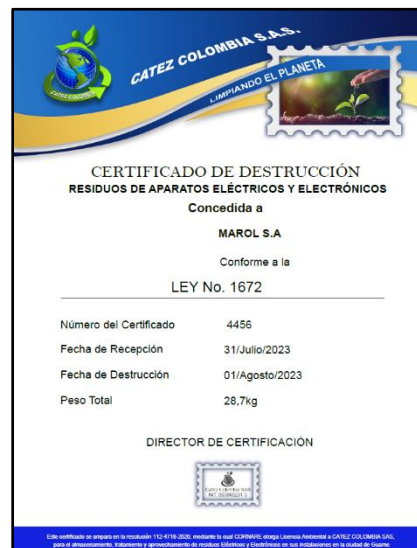 CATEZ COLOMBIA S.A.S.
LIMPIANDO EL PLANETA
CATEZ COLOMBIA
CERTIFICADO DE DESTRUCCIÓN
RESIDUOS DE APARATOS ELÉCTRICOS Y ELECTRÓNICOS
Concedida a
MAROL S.A
Conforme a la
LEY No. 1672
Número del Certificado 4456
Fecha de Recepción 31/Julio/2023
Fecha de Destrucción 01/Agosto/2023
Peso Total 28,7kg
DIRECTOR DE CERTIFICACIÓN
Este certificado se ampara en la resolución 112-4718-2020, mediante la cual CORNARE otorga Licencia Ambiental a CATEZ COLOMBIA SAS,
para el almacenamiento, tratamiento y aprovechamiento de residuos Eléctricos y Electrónicos en sus instalaciones en la ciudad de Guarne